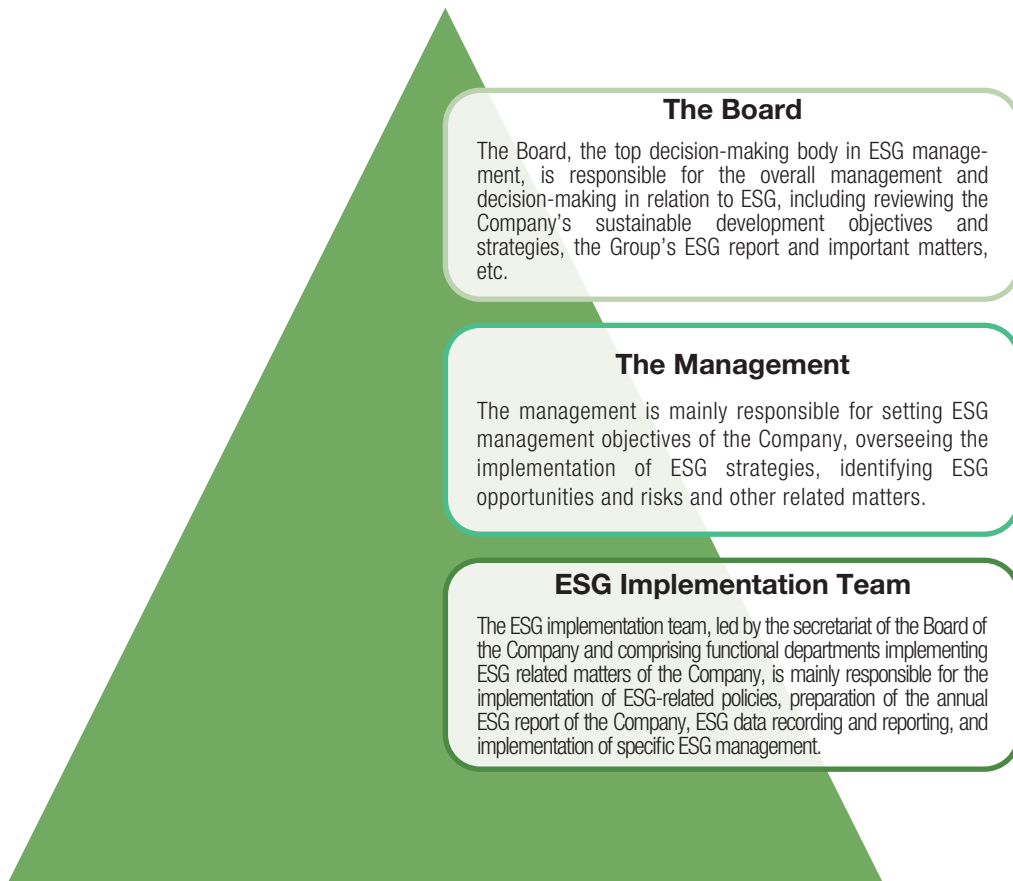 The Board
The Board, the top decision-making body in ESG manage-
ment, is responsible for the overall management and
decision-making in relation to ESG, including reviewing the
Company's sustainable development objectives and
strategies, the Group's ESG report and important matters,
etc.
The Management
The management is mainly responsible for setting ESG
management objectives of the Company, overseeing the
implementation of ESG strategies, identifying ESG
opportunities and risks and other related matters.
ESG Implementation Team
The ESG implementation team, led by the secretariat of the Board of
the Company and comprising functional departments implementing
ESG related matters of the Company, is mainly responsible for the
implementation of ESG-related policies, preparation of the annual
ESG report of the Company, ESG data recording and reporting, and
implementation of specific ESG management.